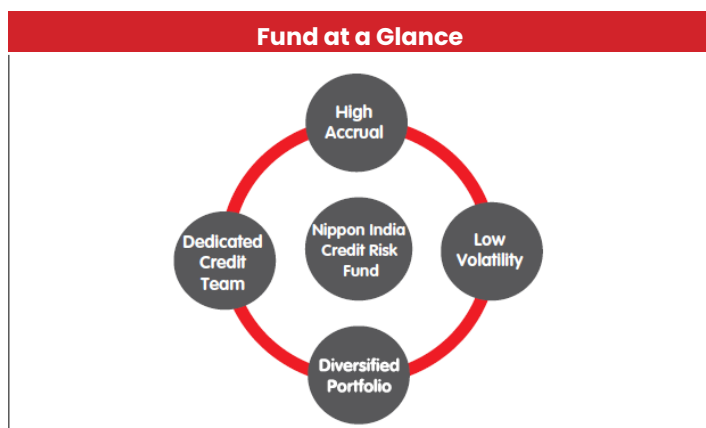 Fund at a Glance
High
Accrual
Dedicated
Credit
Team
Nippon India
Credit Risk
Fund
Low
Volatility
Diversified
Portfolio